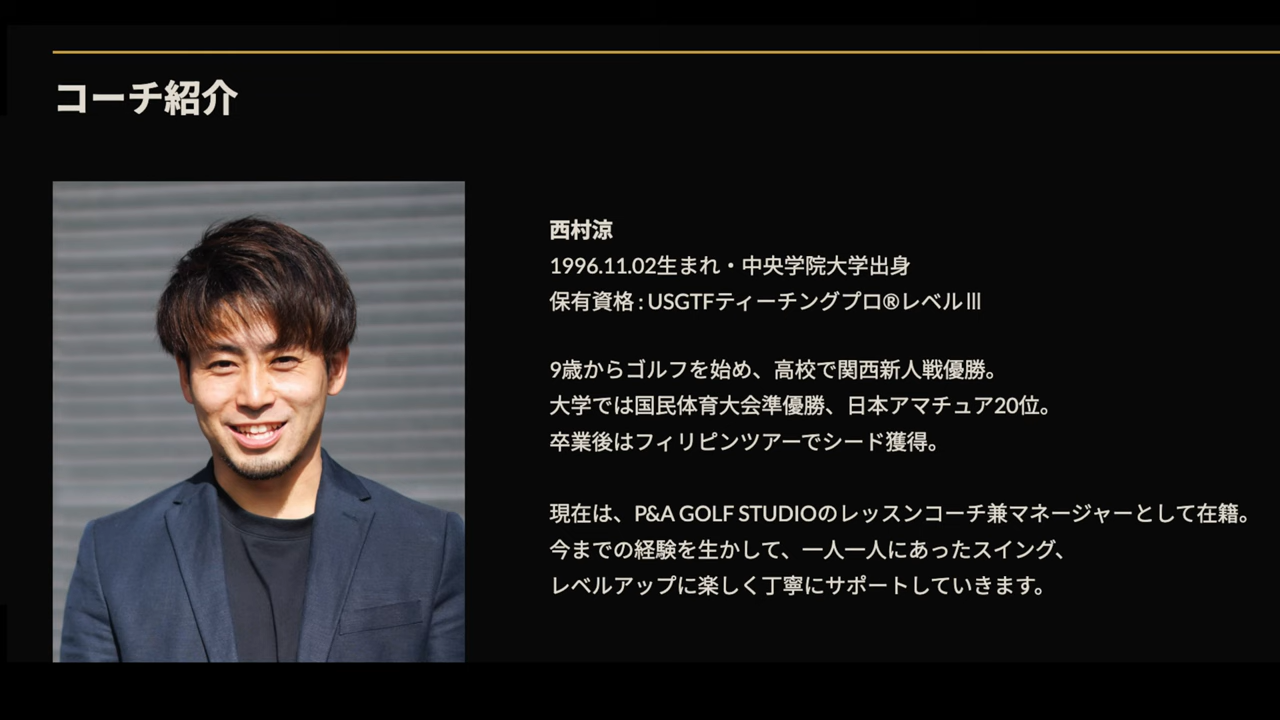 コーチ紹介
西村涼
1996.11.02生まれ・中央学院大学出身
保有資格 : USGTFティーチングプロ®レベルⅢ
9歳からゴルフを始め、高校で関西新人戦優勝。
大学では国民体育大会準優勝、日本アマチュア20位。
卒業後はフィリピンツアーでシード獲得。
現在は、P&A GOLF STUDIOのレッスンコーチ兼マネージャーとして在籍。
今までの経験を生かして、一人一人にあったスイング、
レベルアップに楽しく丁寧にサポートしていきます。